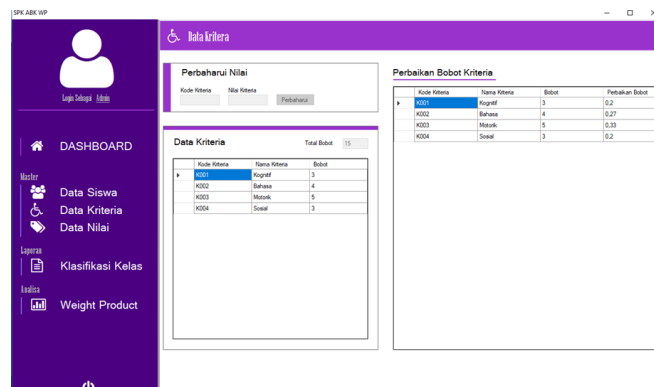 SPK ABK WP
Data Kritera
Login Sebagai Admin
DASHBOARD
Master
Data Siswa
Data Kriteria
Data Nilai
Laporan
Klasifikasi Kelas
Analisa
Weight Product
Perbaharui Nilai
Kode Kriteria Nilai Kriteria
Perbaharui
Data Kriteria Total Bobot 15
Kode Kriteria Nama Kriteria Bobot
K001 Kognitif 3
K002 Bahasa 4
K003 Motorik 5
K004 Sosial 3
Perbaikan Bobot Kriteria
Kode Kriteria Nama Kriteria Bobot Perbaikan Bobot
K001 Kognitif 3 0,2
K002 Bahasa 4 0,27
K003 Motorik 5 0,33
K004 Sosial 3 0,2